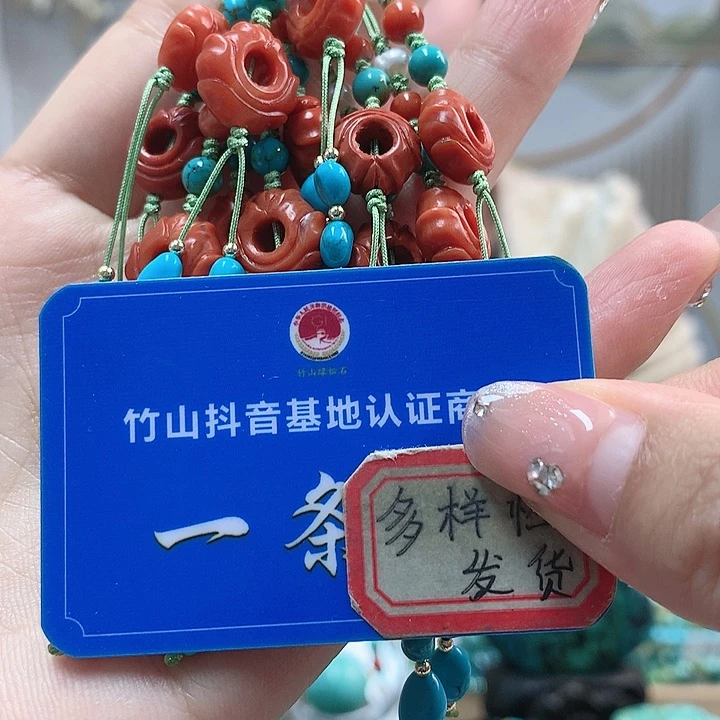 竹山绿松石
竹山抖音基地认证商
一条
多样性
发货